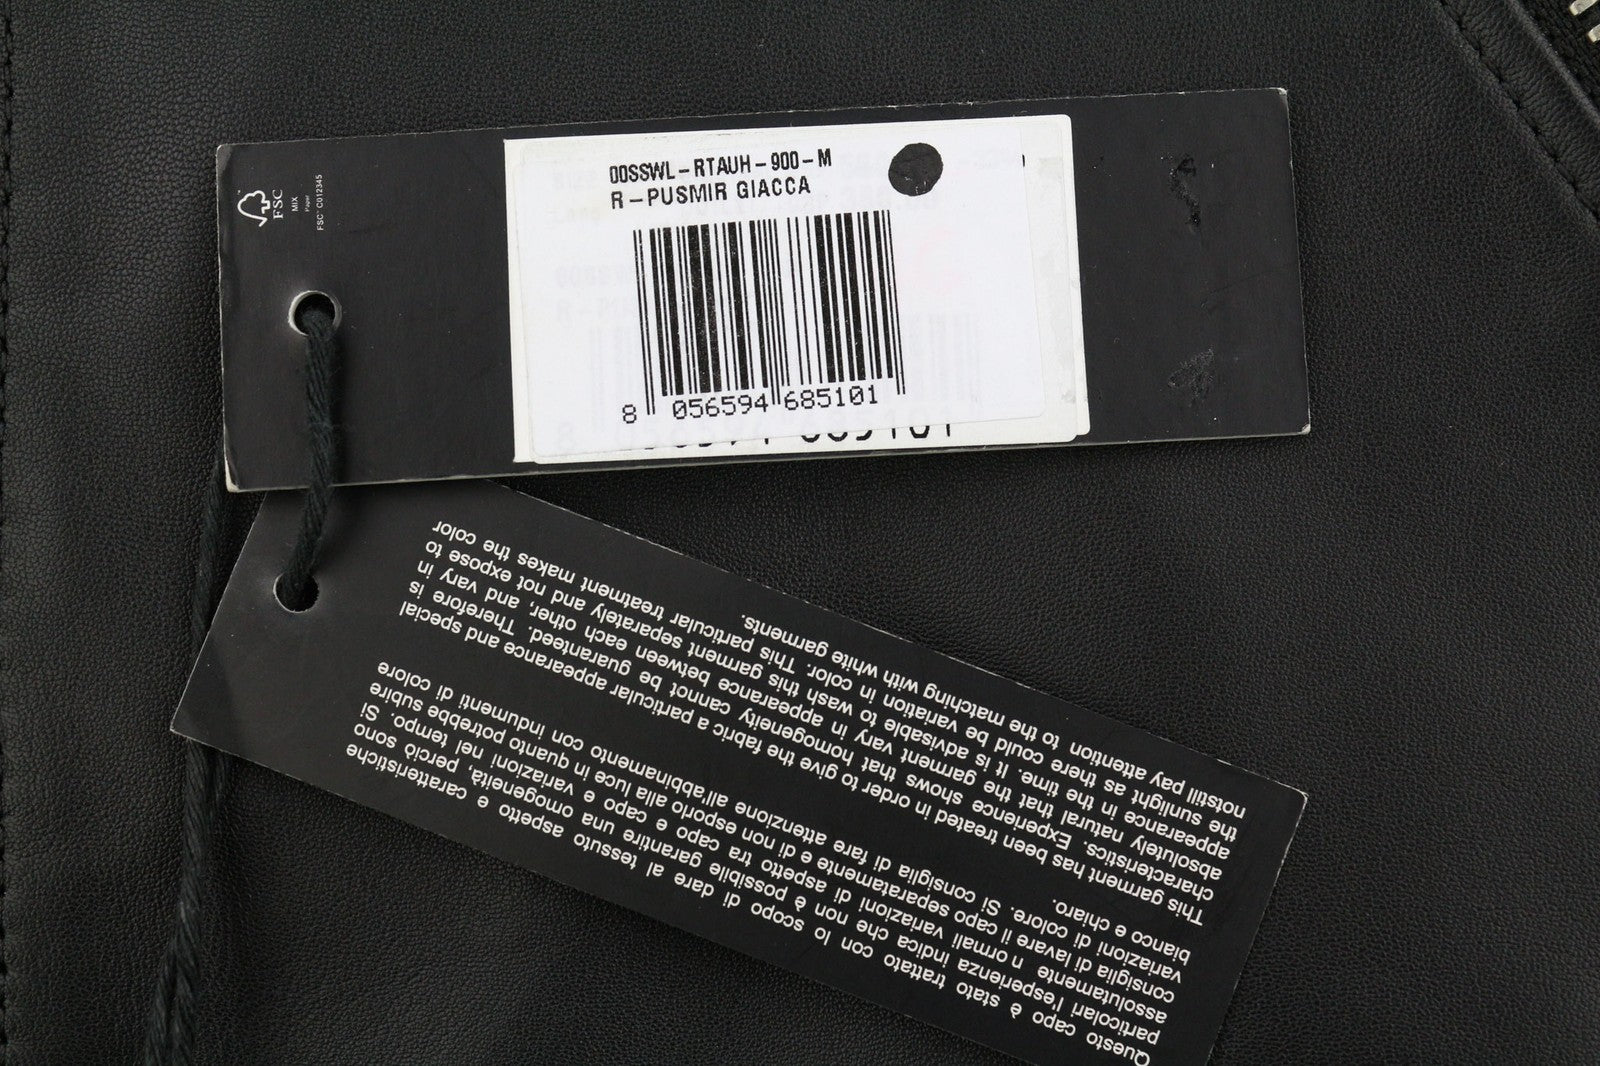 FSC
MIX
Paper
FSC® C012345
00SSWL-RTAUH-900-M
R-PUSMIR GIACCA
8 056594 685101
Questo capo è stato trattato con lo scopo di dare al tessuto aspetto e caratteristiche
particolari l'esperienza indica che non è possibile garantire una omogeneità, perciò sono
assolutamente normali variazioni di aspetto tra capo e capo e variazioni nel tempo. Si
consiglia di lavare il capo separatamente e di non esporlo alla luce in quanto potrebbe subire
variazioni di colore. Si consiglia di fare attenzione all'abbinamento con indumenti di colore
bianco e chiaro.
This garment has been treated in order to give the fabric a particular appearance and special
characteristics. Experience shows that homogeneity cannot be guaranteed. Therefore is
absolutely natural that the garment vary in appearance between each other, and vary in
appearance in the time. It is advisable to wash this garment separately and not expose to
the sunlight as there could be variation in color. This particular treatment makes the color
notstill pay attention to the matching with white garments.